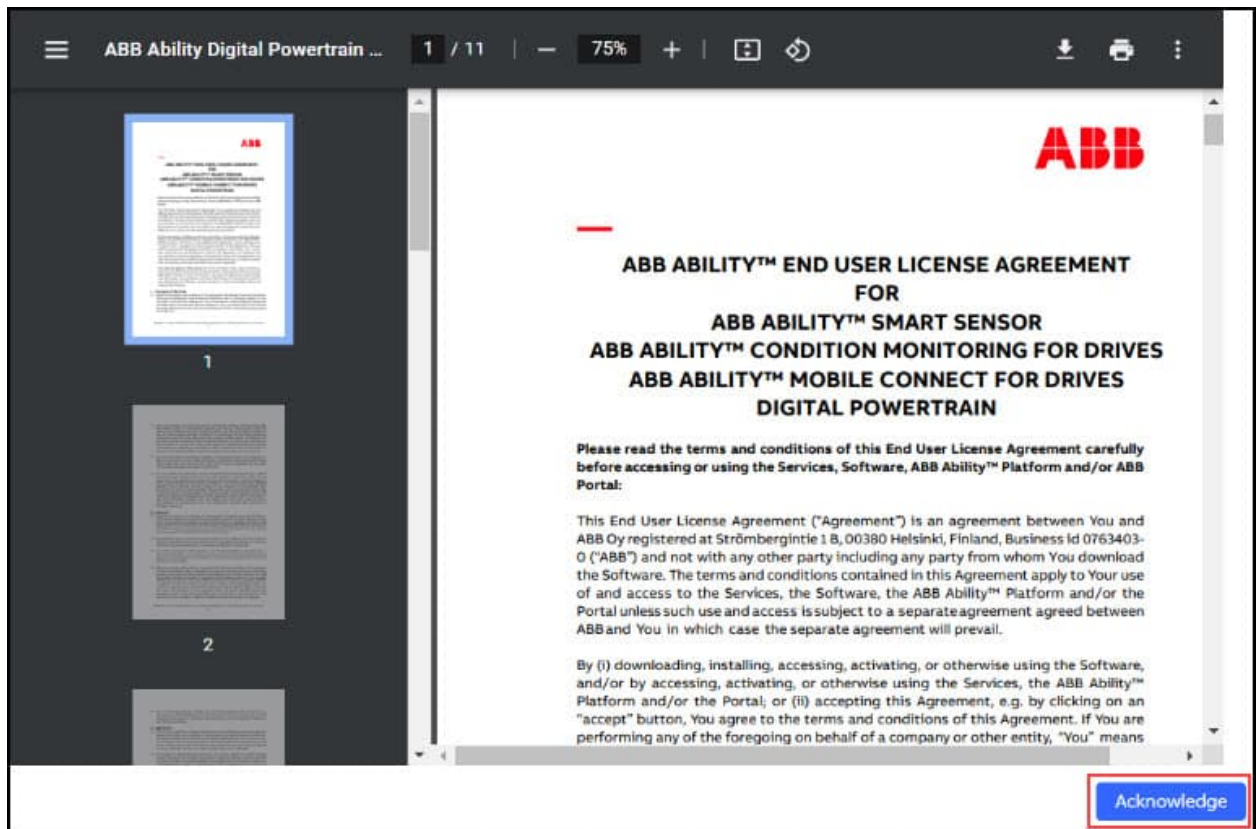 ABB Ability Digital Powertrain ... 1 / 11 75%
1
2
ABB
ABB ABILITY™ END USER LICENSE AGREEMENT
FOR
ABB ABILITY™ SMART SENSOR
ABB ABILITY™ CONDITION MONITORING FOR DRIVES
ABB ABILITY™ MOBILE CONNECT FOR DRIVES
DIGITAL POWERTRAIN
Please read the terms and conditions of this End User License Agreement carefully
before accessing or using the Services, Software, ABB Ability™ Platform and/or ABB
Portal:
This End User License Agreement ("Agreement") is an agreement between You and
ABB Oy registered at Strömbergintie 1 B, 00380 Helsinki, Finland, Business Id 0763403-
0 ("ABB") and not with any other party including any party from whom You download
the Software. The terms and conditions contained in this Agreement apply to Your use
of and access to the Services, the Software, the ABB Ability™ Platform and/or the
Portal unless such use and access is subject to a separate agreement agreed between
ABB and You in which case the separate agreement will prevail.
By (i) downloading, installing, accessing, activating, or otherwise using the Software,
and/or by accessing, activating, or otherwise using the Services, the ABB Ability™
Platform and/or the Portal; or (ii) accepting this Agreement, e.g. by clicking on an
"accept" button, You agree to the terms and conditions of this Agreement. If You are
performing any of the foregoing on behalf of a company or other entity, "You" means
Acknowledge